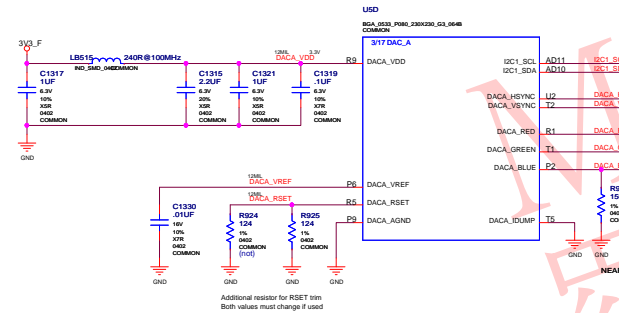 U5D
BGA_0533_P080_230X230_G3_064B
COMMON
3/17 DAC_A
3V3_F
LB515
240R@100MHz
COMMON
12MIL
3.3V
DACA_VDD
R9
DACA_VDD
I2C1_SCL
AD11
I2C1_SDA
AD10
C1317
1UF
6.3V
10%
X5R
0402
COMMON
C1315
2.2UF
6.3V
20%
X5R
0402
COMMON
C1321
1UF
6.3V
10%
X5R
0402
COMMON
C1319
.1UF
6.3V
10%
X7R
0402
COMMON
GND
DACA_HSYNC
U2
DACA_VSYNC
T2
DACA_RED
R1
DACA_GREEN
T1
DACA_BLUE
P2
12MIL
DACA_VREF
P6
DACA_VREF
12MIL
DACA_RSET
R5
DACA_RSET
P9
DACA_AGND
DACA_IDUMP
T5
C1330
.01UF
16V
10%
X7R
0402
COMMON
R924
124
1%
0402
COMMON
(not)
R925
124
1%
0402
COMMON
GND
GND
GND
GND
GND
GND
Additional resistor for RSET trim
Both values must change if used